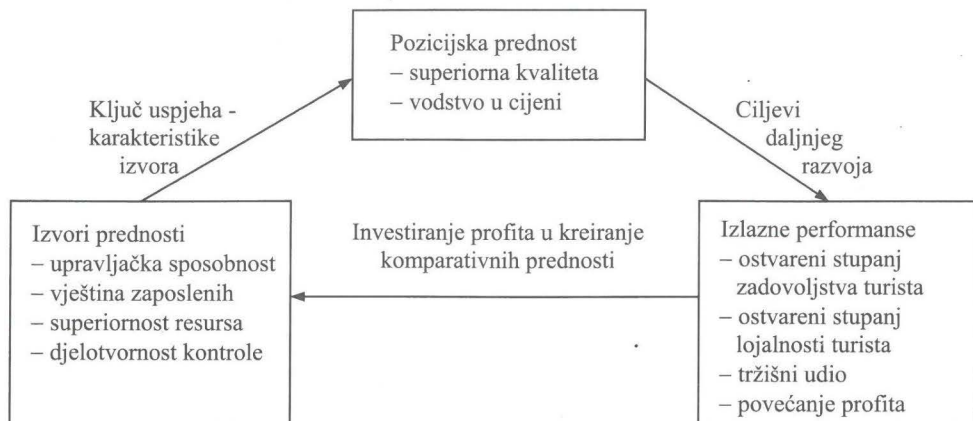 Pozicijska prednost
– superiorna kvaliteta
– vodstvo u cijeni
Ključ uspjeha -
karakteristike
izvora
Ciljevi
daljnjeg
razvoja
Izvori prednosti
– upravljačka sposobnost
– vještina zaposlenih
– superiornost resursa
– djelotvornost kontrole
Investiranje profita u kreiranje
komparativnih prednosti
Izlazne performanse
– ostvareni stupanj
zadovoljstva turista
– ostvareni stupanj
lojalnosti turista
– tržišni udio
– povećanje profita